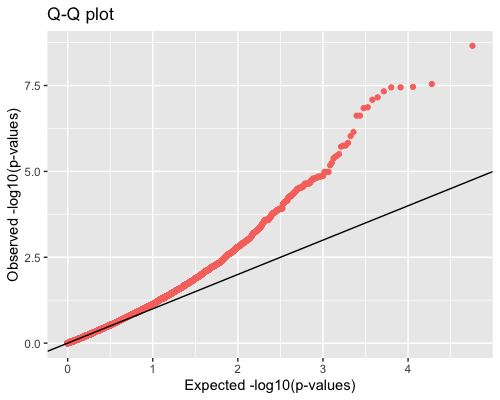 Q-Q plot
Observed -log10(p-values)
7.5
5.0
2.5
0.0
0 1 2 3 4
Expected -log10(p-values)